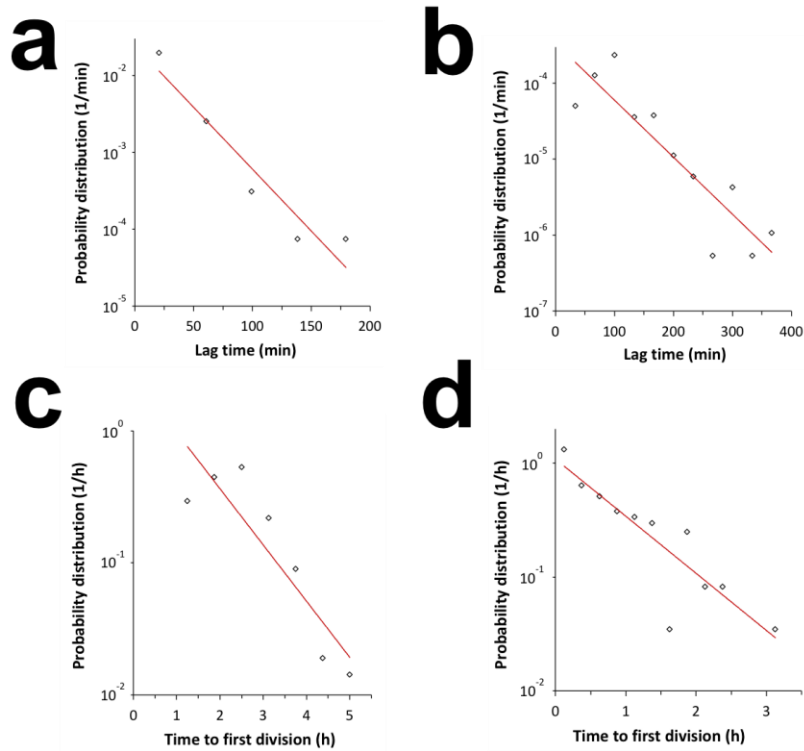 a
Probability distribution (1/min)
10⁻²
10⁻³
10⁻⁴
10⁻⁵
0 50 100 150 200
Lag time (min)
b
Probability distribution (1/min)
10⁻⁴
10⁻⁵
10⁻⁶
10⁻⁷
0 100 200 300 400
Lag time (min)
c
Probability distribution (1/h)
10⁰
10⁻¹
10⁻²
0 1 2 3 4 5
Time to first division (h)
d
Probability distribution (1/h)
10⁰
10⁻¹
10⁻²
0 1 2 3
Time to first division (h)